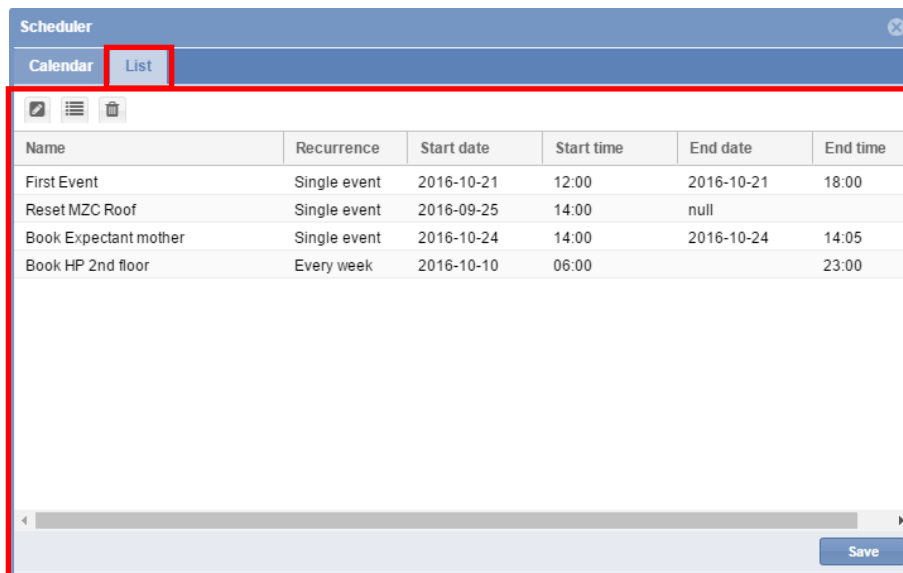 Scheduler
Calendar List
Name Recurrence Start date Start time End date End time
First Event Single event 2016-10-21 12:00 2016-10-21 18:00
Reset MZC Roof Single event 2016-09-25 14:00 null
Book Expectant mother Single event 2016-10-24 14:00 2016-10-24 14:05
Book HP 2nd floor Every week 2016-10-10 06:00 23:00
Save